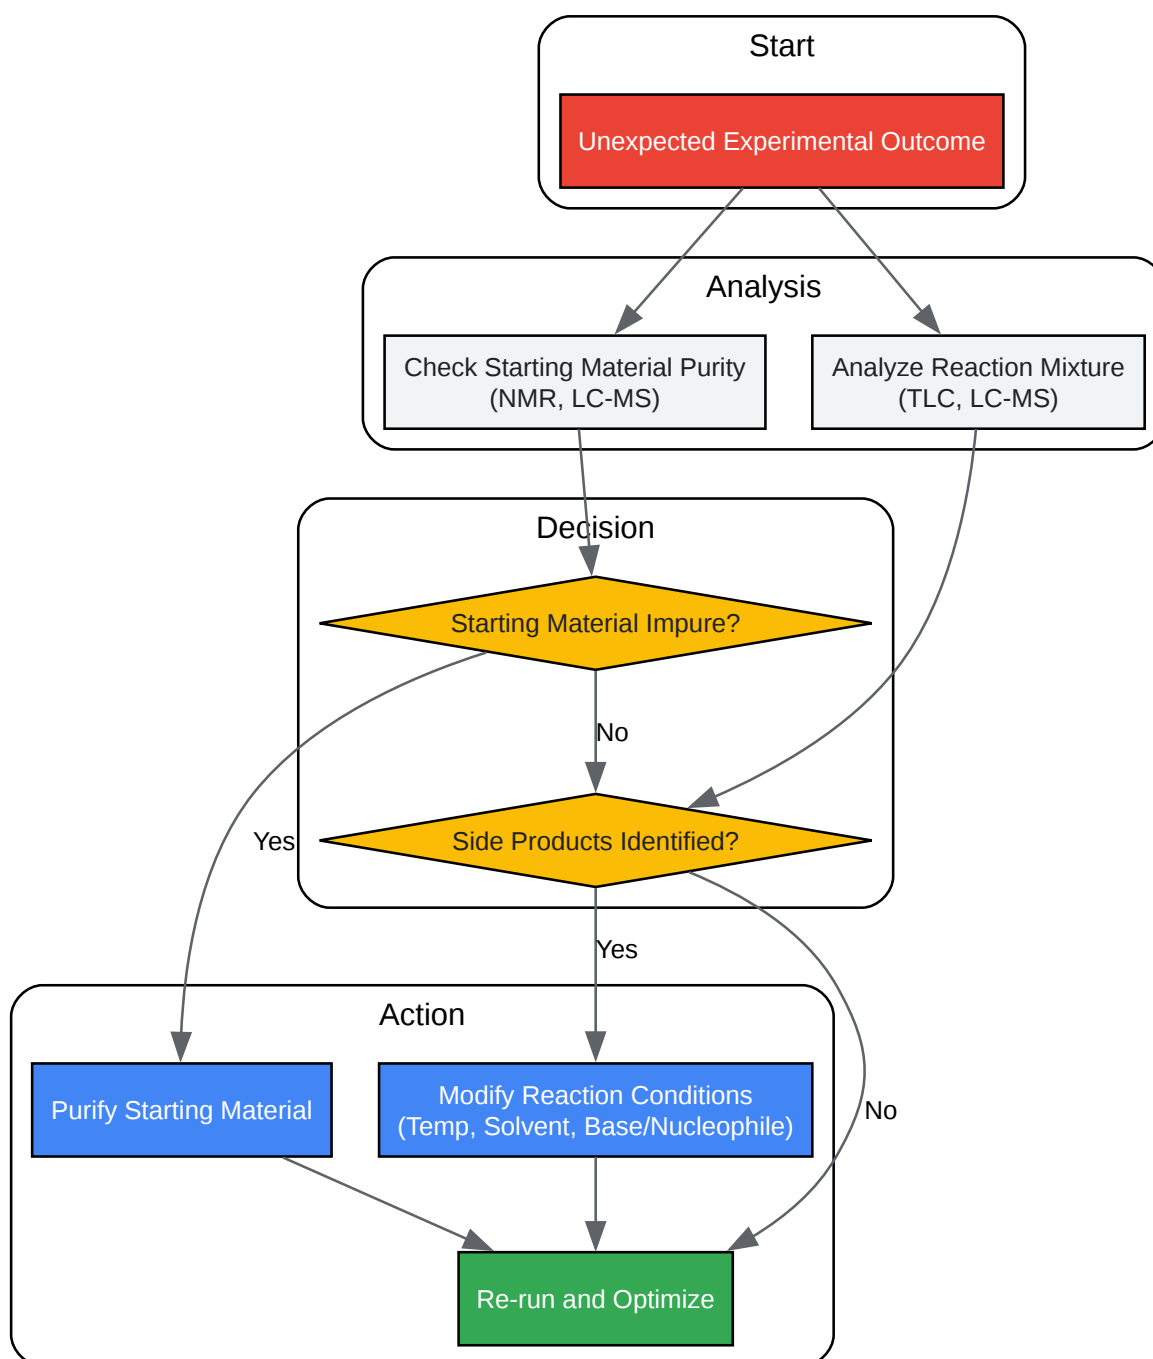 Start
Unexpected Experimental Outcome
Analysis
Check Starting Material Purity
(NMR, LC-MS)
Analyze Reaction Mixture
(TLC, LC-MS)
Decision
Starting Material Impure?
No
Side Products Identified?
Yes
Yes
Action
Purify Starting Material
Modify Reaction Conditions
(Temp, Solvent, Base/Nucleophile)
No
Re-run and Optimize